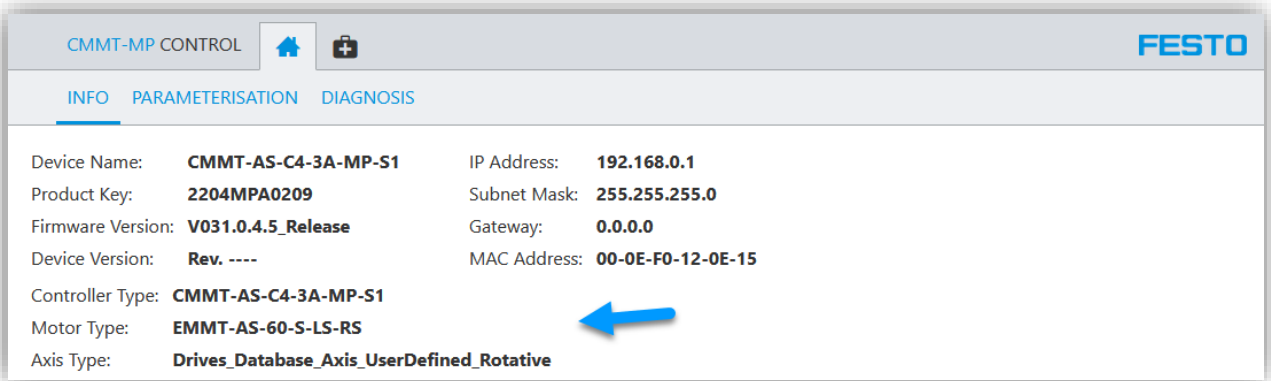 CMMT-MP CONTROL
FESTO
INFO PARAMETERISATION DIAGNOSIS
Device Name: CMMT-AS-C4-3A-MP-S1 IP Address: 192.168.0.1
Product Key: 2204MPA0209 Subnet Mask: 255.255.255.0
Firmware Version: V031.0.4.5_Release Gateway: 0.0.0.0
Device Version: Rev. ---- MAC Address: 00-0E-F0-12-0E-15
Controller Type: CMMT-AS-C4-3A-MP-S1
Motor Type: EMMT-AS-60-S-LS-RS
Axis Type: Drives_Database_Axis_UserDefined_Rotative